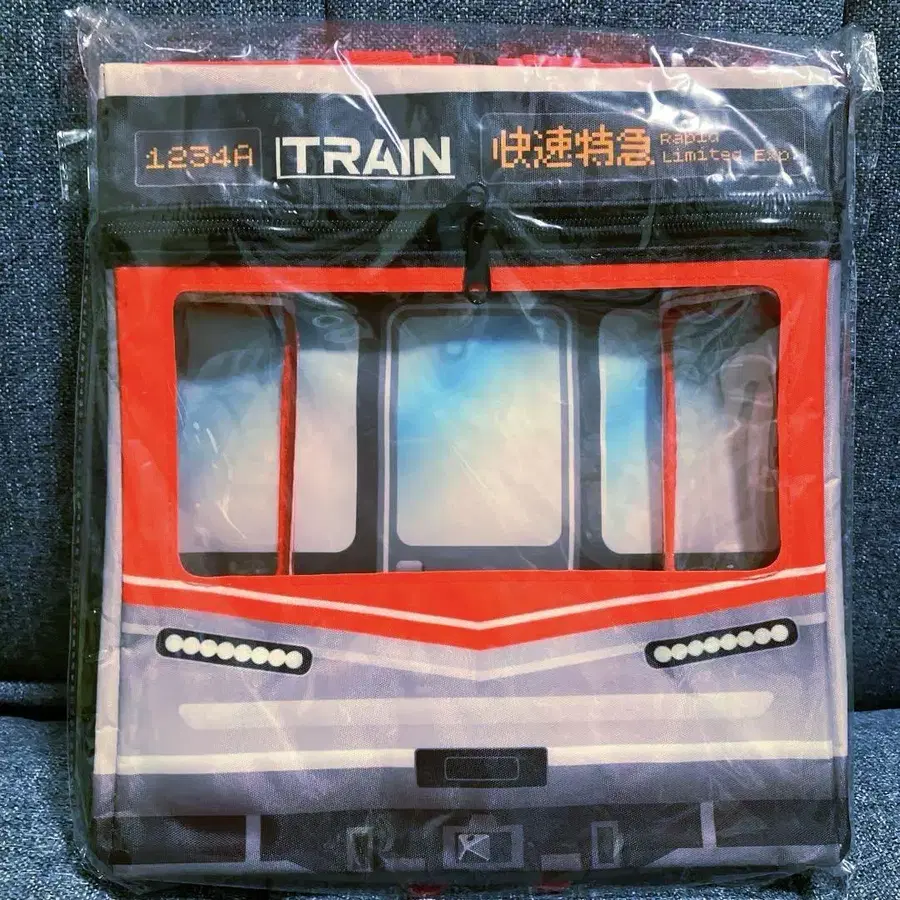 1234A
TRAIN
快速特急
Rapid
Limited Exp.